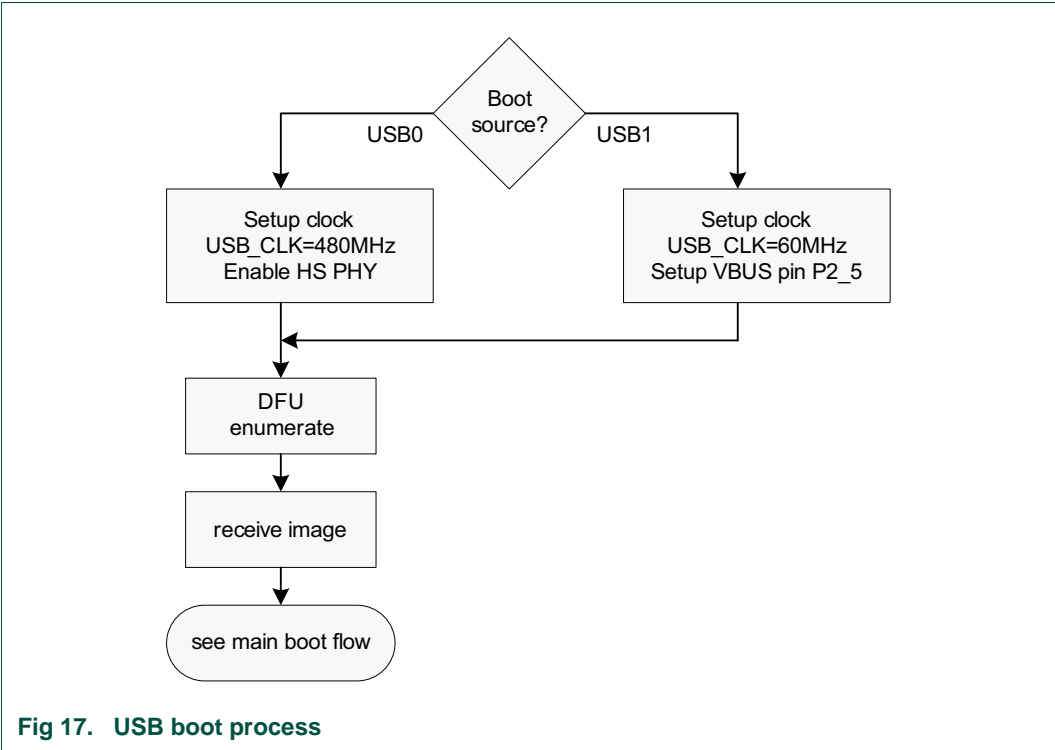 Boot
source?
USB0
USB1
Setup clock
USB_CLK=480MHz
Enable HS PHY
Setup clock
USB_CLK=60MHz
Setup VBUS pin P2_5
DFU
enumerate
receive image
see main boot flow
Fig 17. USB boot process